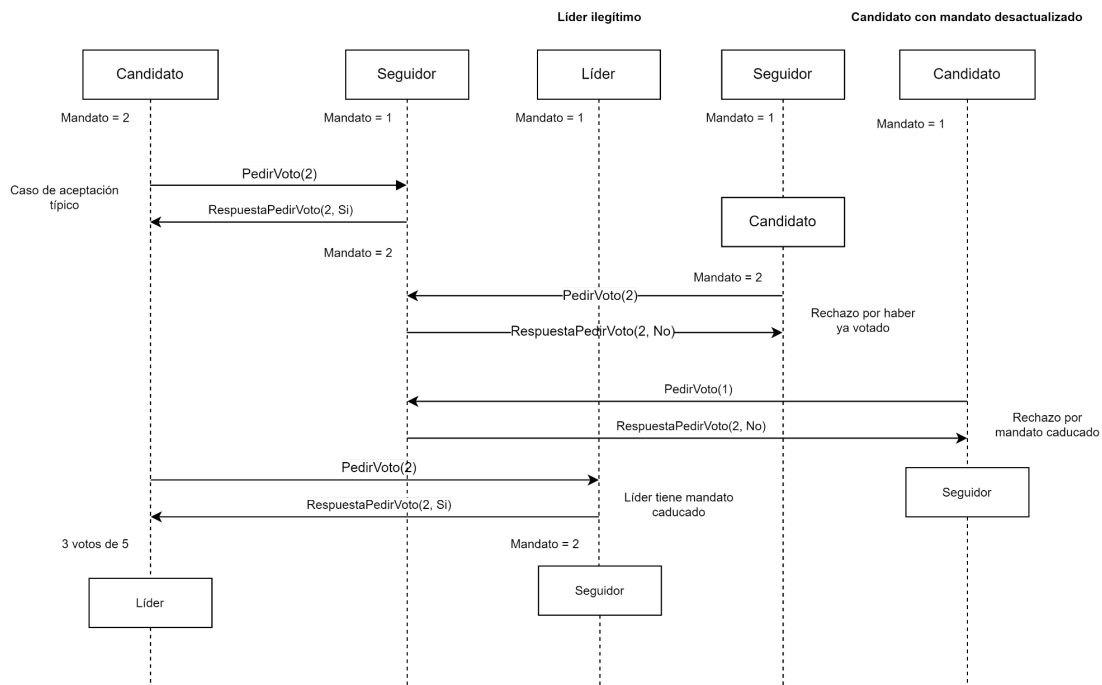 Líder ilegítimo
Candidato con mandato desactualizado
Candidato
Seguidor
Líder
Seguidor
Candidato
Mandato = 2
Mandato = 1
Mandato = 1
Mandato = 1
Mandato = 1
PedirVoto(2)
Caso de aceptación
típico
RespuestaPedirVoto(2, Si)
Candidato
Mandato = 2
Mandato = 2
PedirVoto(2)
Rechazo por haber
ya votado
RespuestaPedirVoto(2, No)
PedirVoto(1)
Rechazo por
mandato caducado
RespuestaPedirVoto(2, No)
PedirVoto(2)
Seguidor
Líder tiene mandato
caducado
RespuestaPedirVoto(2, Si)
3 votos de 5
Mandato = 2
Líder
Seguidor